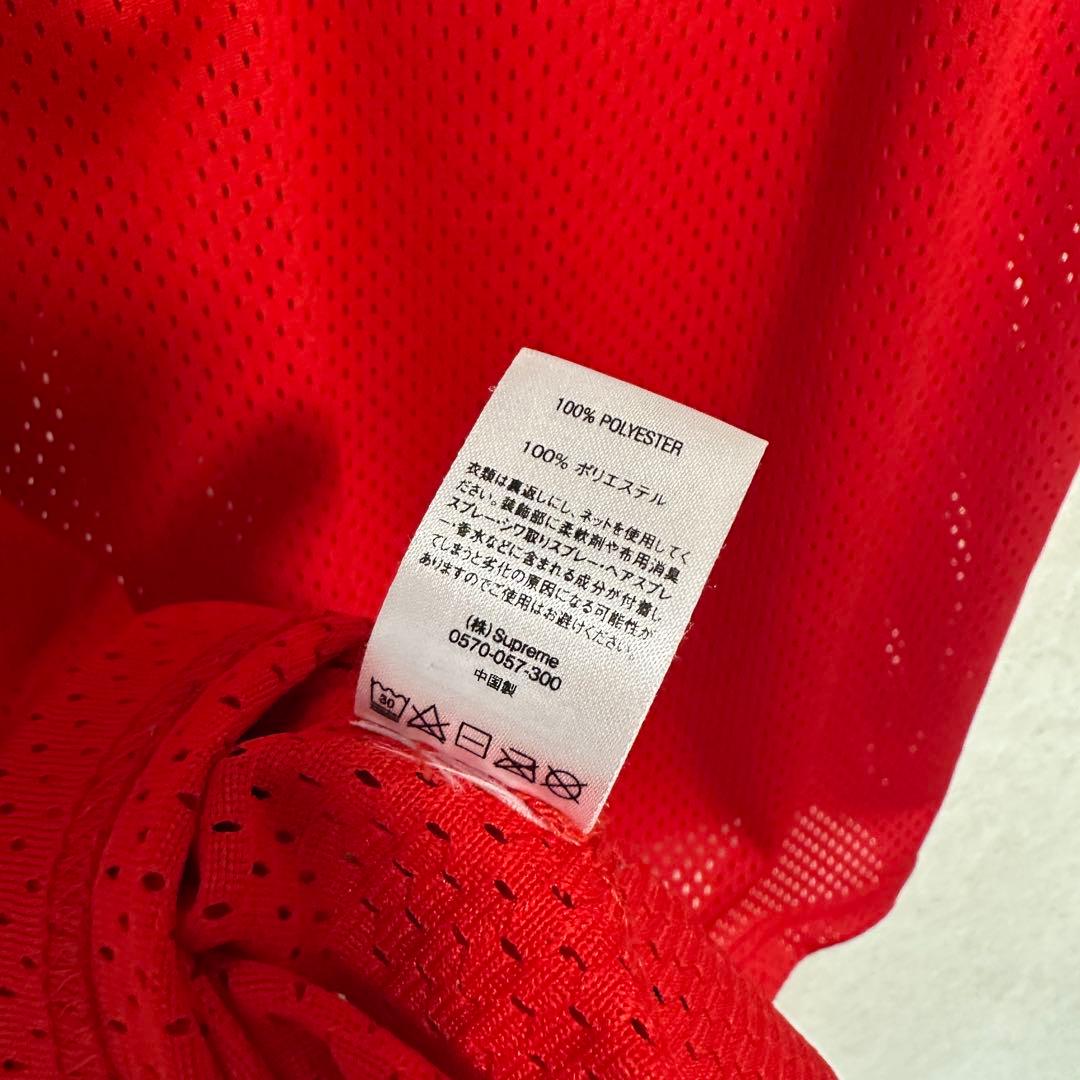 100% POLYESTER
100% ポリエステル
衣類は裏返しにし、ネットを使用してく
ださい。装飾部に柔軟剤や布用消臭
スプレー・シワ取りスプレー・ヘアスプレ
ー・香水などに含まれる成分が付着し
てしまうと劣化の原因になる可能性が
ありますのでご使用はお避けください。
(株)Supreme
0570-057-300
中国製
30